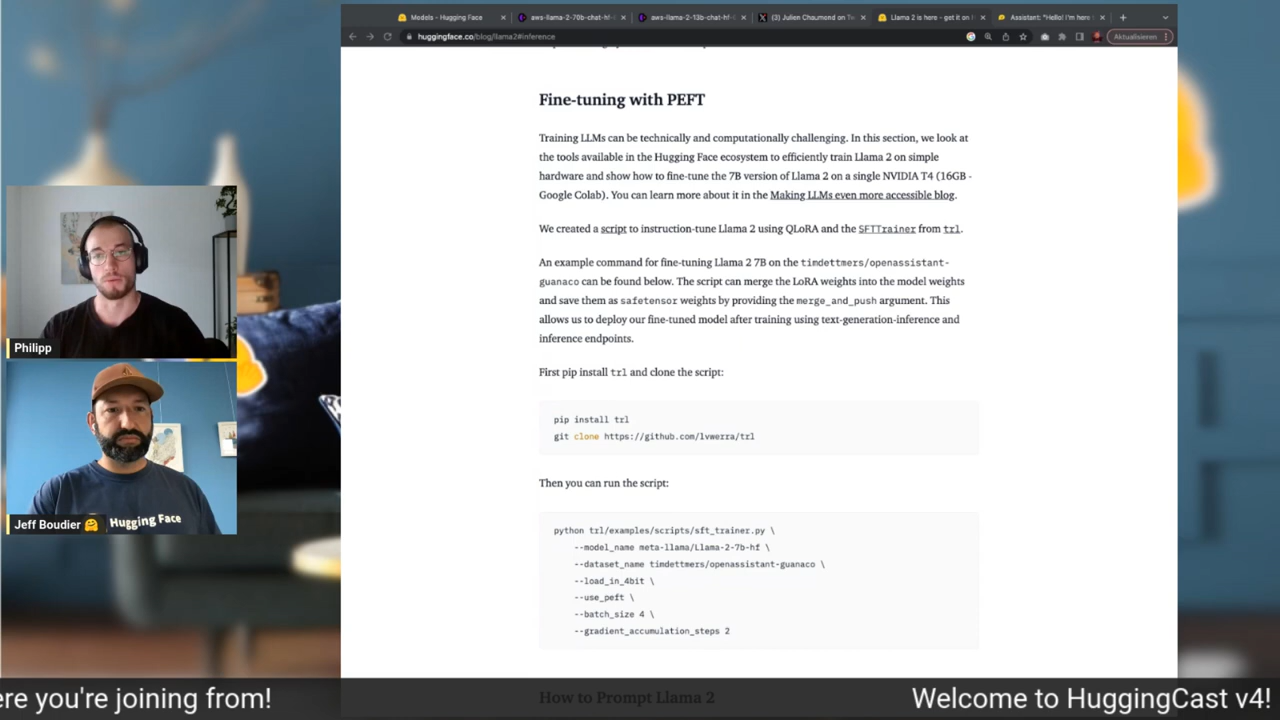 Models - Hugging Face
aws-llama-2-70b-chat-hf-
aws-llama-2-13b-chat-hf-
(3) Julien Chaumond on Tw
Llama 2 is here - get it on
Assistant: "Hello! I'm here
huggingface.co/blog/llama2#inference
Aktualisieren
Fine-tuning with PEFT
Training LLMs can be technically and computationally challenging. In this section, we look at
the tools available in the Hugging Face ecosystem to efficiently train Llama 2 on simple
hardware and show how to fine-tune the 7B version of Llama 2 on a single NVIDIA T4 (16GB -
Google Colab). You can learn more about it in the Making LLMs even more accessible blog.
We created a script to instruction-tune Llama 2 using QLoRA and the SFTTrainer from trl.
An example command for fine-tuning Llama 2 7B on the timdettmers/openassistant-
guanaco can be found below. The script can merge the LoRA weights into the model weights
and save them as safetensor weights by providing the merge_and_push argument. This
allows us to deploy our fine-tuned model after training using text-generation-inference and
inference endpoints.
First pip install trl and clone the script:
pip install trl
git clone https://github.com/lvwerra/trl
Then you can run the script:
python trl/examples/scripts/sft_trainer.py \
--model_name meta-llama/Llama-2-7b-hf \
--dataset_name timdettmers/openassistant-guanaco \
--load_in_4bit \
--use_peft \
--batch_size 4 \
--gradient_accumulation_steps 2
How to Prompt Llama 2
Philipp
Hugging Face
Jeff Boudier 🤗
ere you're joining from!
Welcome to HuggingCast v4!